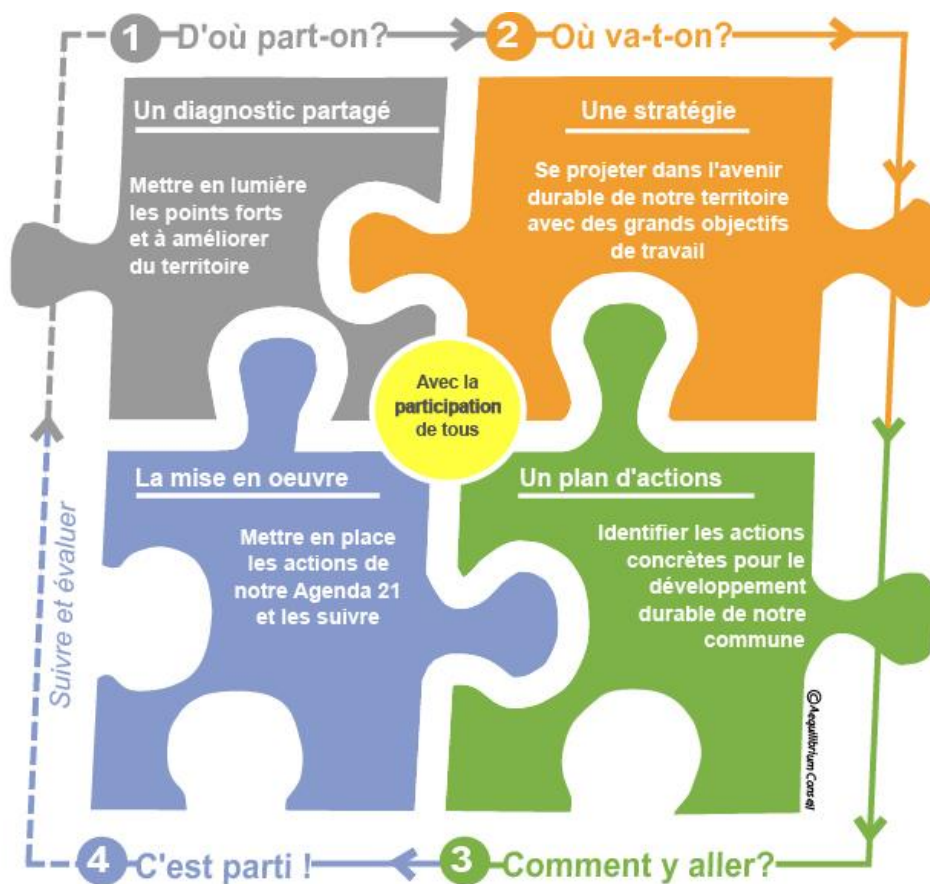 1 D'où part-on?
2 Où va-t-on?
Un diagnostic partagé
Mettre en lumière
les points forts
et à améliorer
du territoire
Une stratégie
Se projeter dans l'avenir
durable de notre territoire
avec des grands objectifs
de travail
Avec la
participation
de tous
La mise en oeuvre
Mettre en place
les actions de
notre Agenda 21
et les suivre
Un plan d'actions
Identifier les actions
concrètes pour le
développement
durable de notre
commune
Suivre et évaluer
©Aequilibrium Conseil
4 C'est parti !
3 Comment y aller?